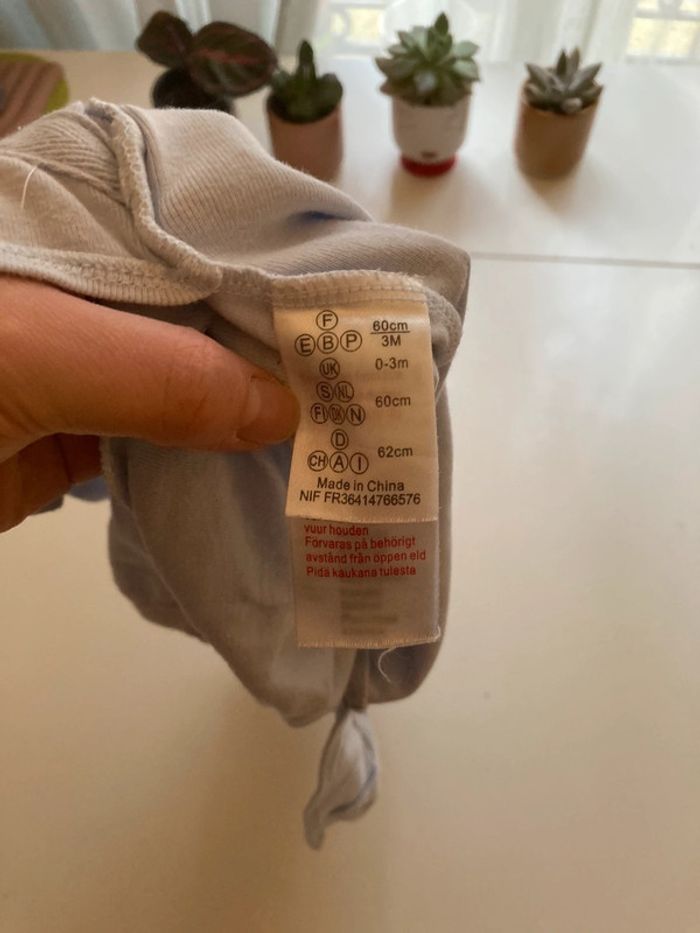 F
60cm
E B P
3M
UK
0-3m
S NL
60cm
FI DK N
D
62cm
CH A I
Made in China
NIF FR36414766576
vuur houden
Förvaras på behörigt
avstånd från öppen eld
Pidä kaukana tulesta